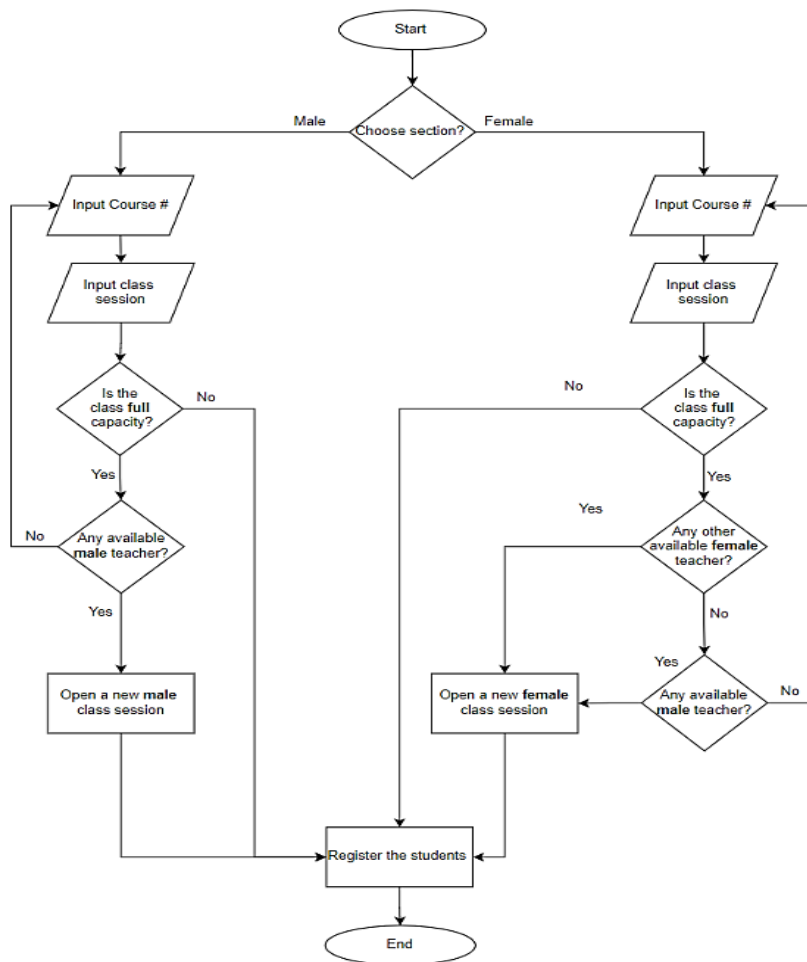 Start
Choose section?
Male
Female
Input Course #
Input Course #
Input class
session
Input class
session
Is the
class full
capacity?
No
No
Is the
class full
capacity?
Yes
Yes
No
Any available
male teacher?
Yes
Any other
available female
teacher?
Yes
No
Open a new male
class session
Open a new female
class session
Yes
Any available
male teacher?
No
Register the students
End